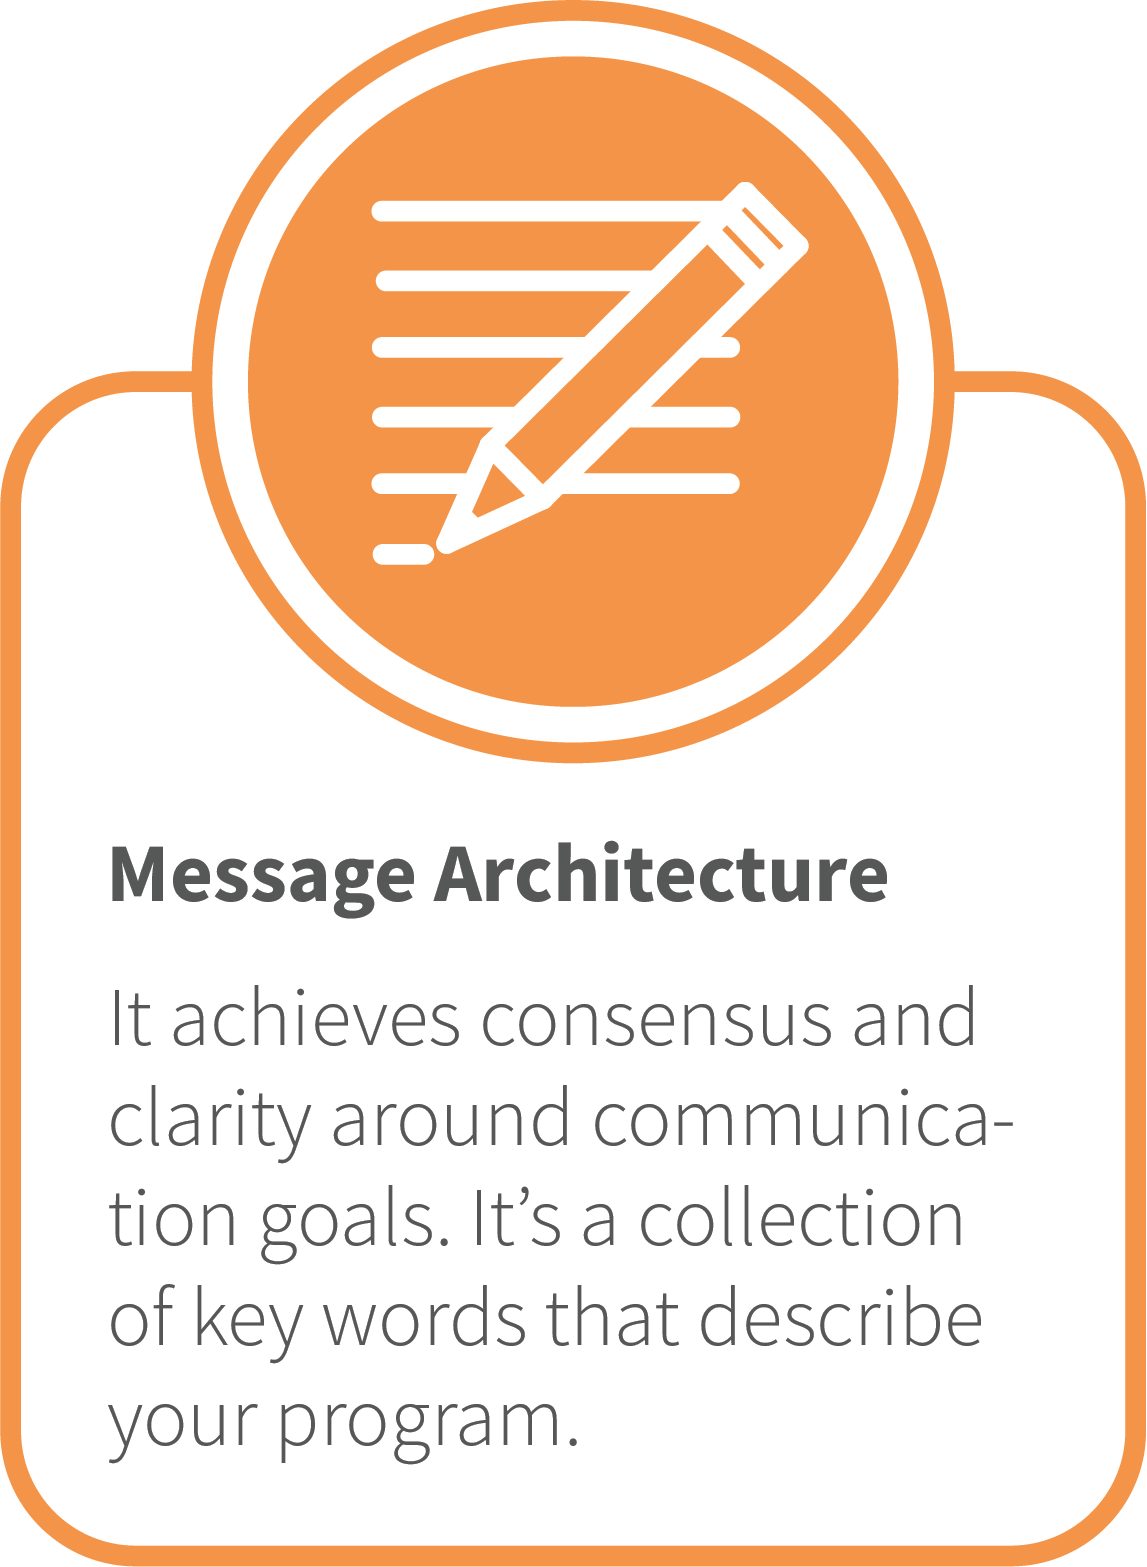 Message Architecture
It achieves consensus and
clarity around communica-
tion goals. It’s a collection
of key words that describe
your program.